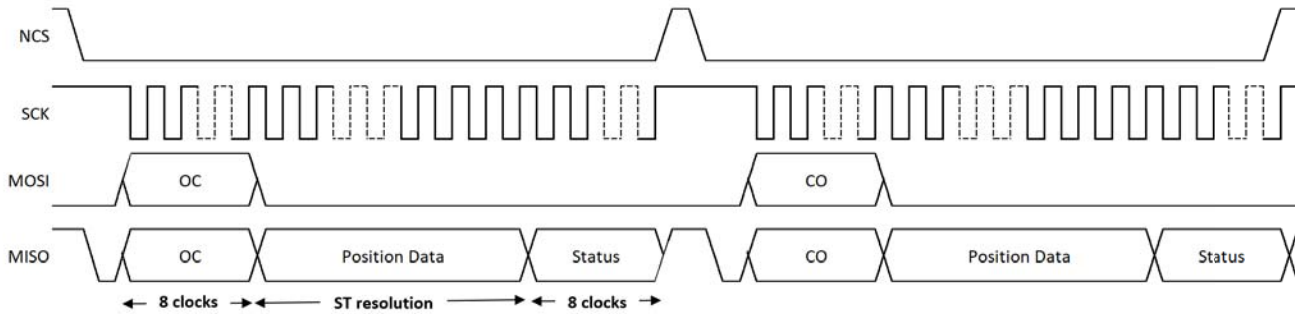 NCS
SCK
MOSI OC CO
MISO OC Position Data Status CO Position Data Status
8 clocks ST resolution 8 clocks